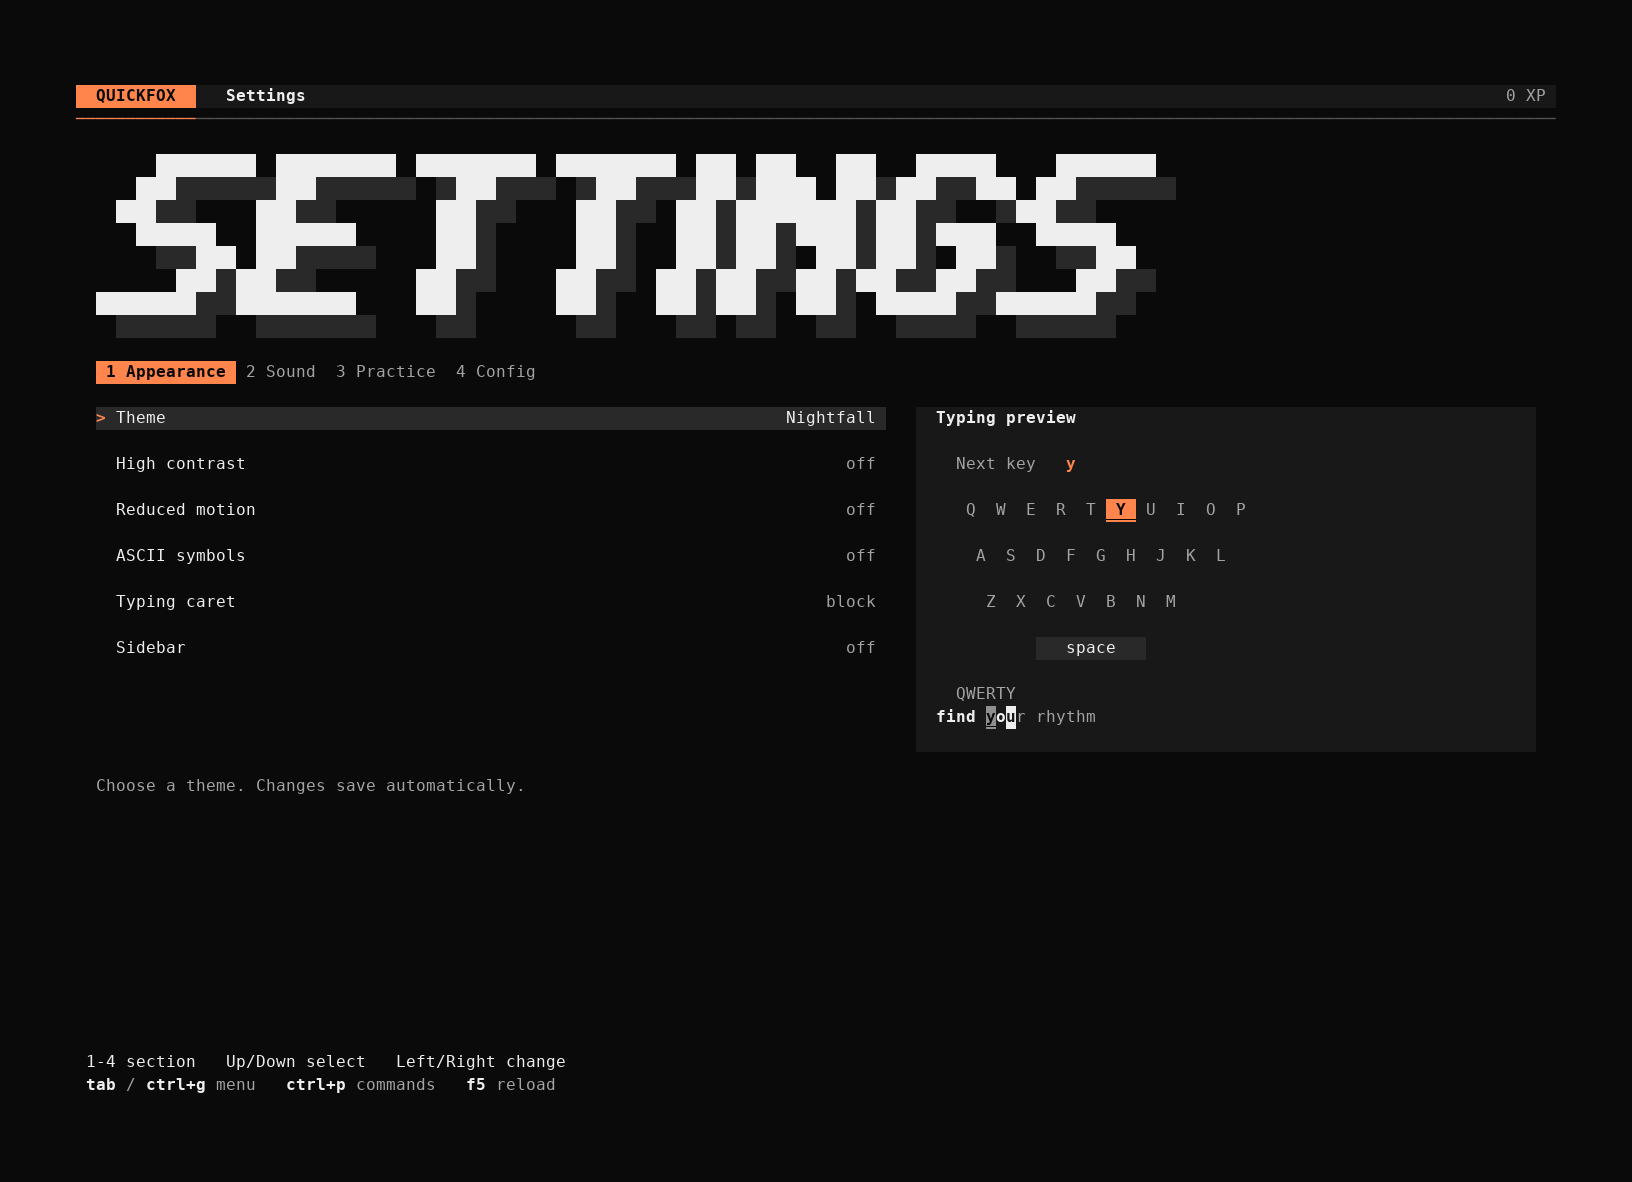 QUICKFOX Settings 0 XP
SETTINGS
1 Appearance 2 Sound 3 Practice 4 Config
> Theme Nightfall
High contrast off
Reduced motion off
ASCII symbols off
Typing caret block
Sidebar off
Typing preview
Next key y
Q W E R T Y U I O P
A S D F G H J K L
Z X C V B N M
space
QWERTY
find your rhythm
Choose a theme. Changes save automatically.
1-4 section Up/Down select Left/Right change
tab / ctrl+g menu ctrl+p commands f5 reload